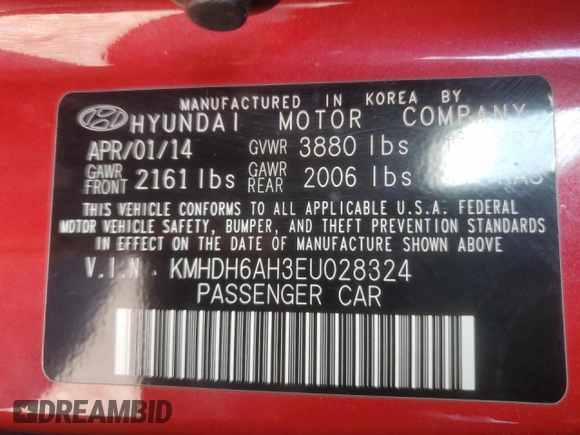 MANUFACTURED IN KOREA BY
HYUNDAI MOTOR COMPANY
APR/01/14 GVWR 3880 lbs
GAWR FRONT 2161 lbs GAWR REAR 2006 lbs
THIS VEHICLE CONFORMS TO ALL APPLICABLE U.S.A. FEDERAL
MOTOR VEHICLE SAFETY, BUMPER, AND THEFT PREVENTION
STANDARDS IN EFFECT ON THE DATE OF
MANUFACTURE SHOWN ABOVE.
V.I.N. KMHDH6AH3EU028324
PASSENGER CAR
DREAMBID